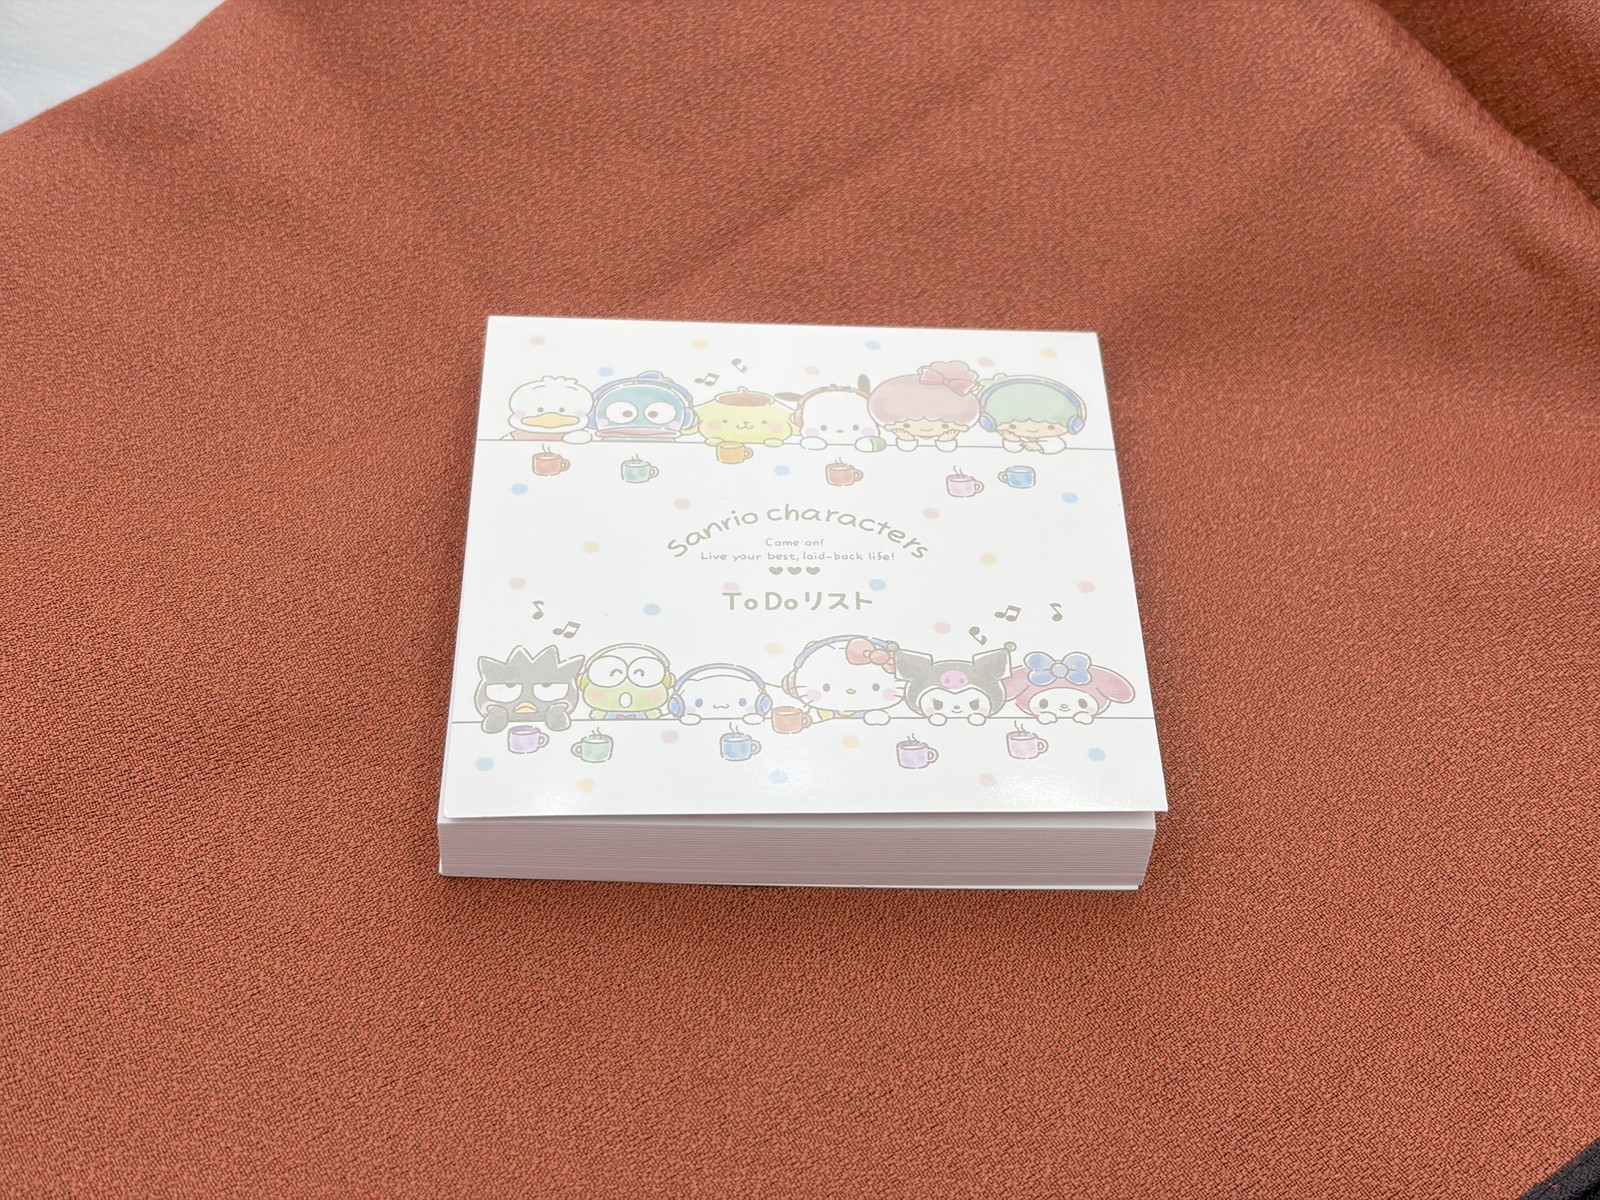 Sanrio characters
Come on!
Live your best, laid-back life!
ToDoリスト